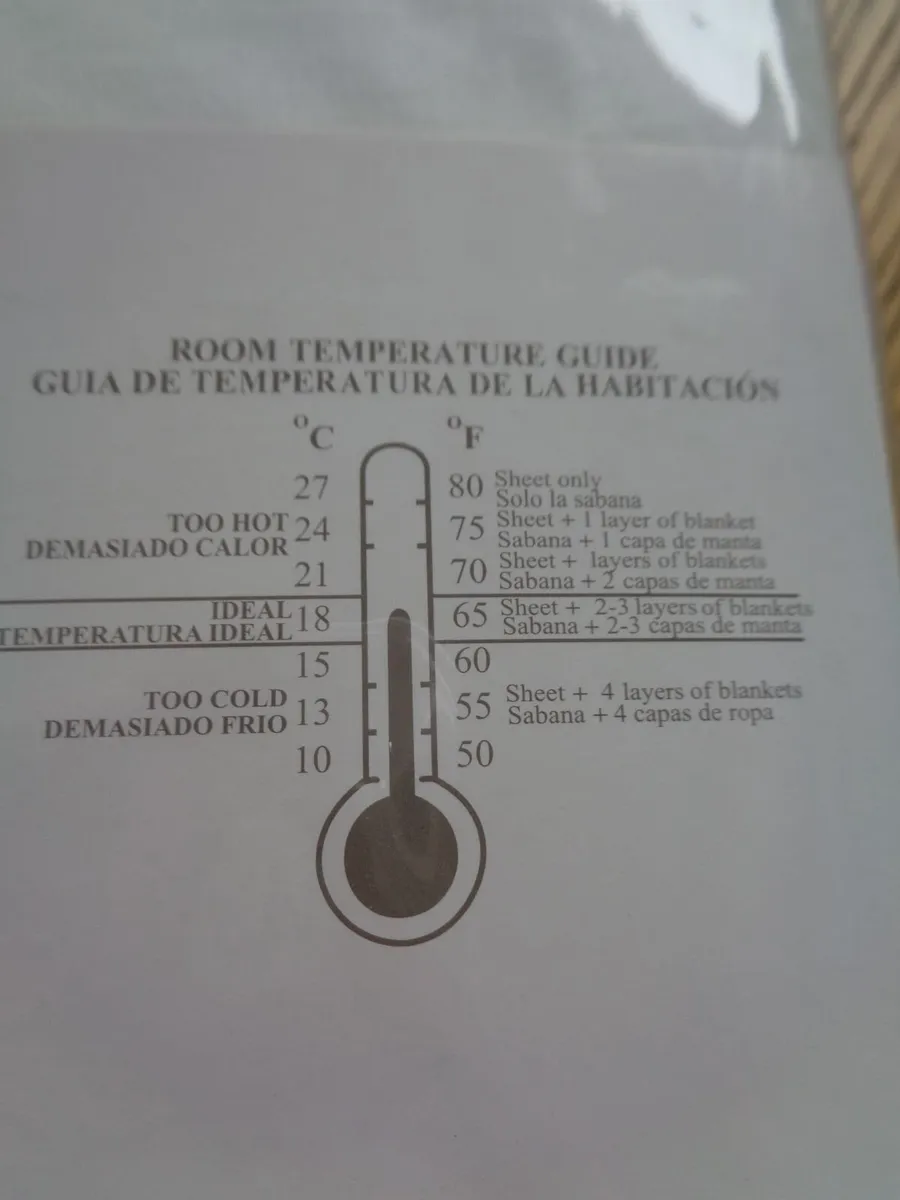 ROOM TEMPERATURE GUIDE
GUIA DE TEMPERATURA DE LA HABITACIÓN
ºC ºF
27 80 Sheet only
Solo la sabana
TOO HOT 24 75 Sheet + 1 layer of blanket
DEMASIADO CALOR Sabana + 1 capa de manta
21 70 Sheet + layers of blankets
Sabana + 2 capas de manta
IDEAL 18 65 Sheet + 2-3 layers of blankets
TEMPERATURA IDEAL Sabana + 2-3 capas de manta
15 60
TOO COLD 13 55 Sheet + 4 layers of blankets
DEMASIADO FRIO Sabana + 4 capas de ropa
10 50